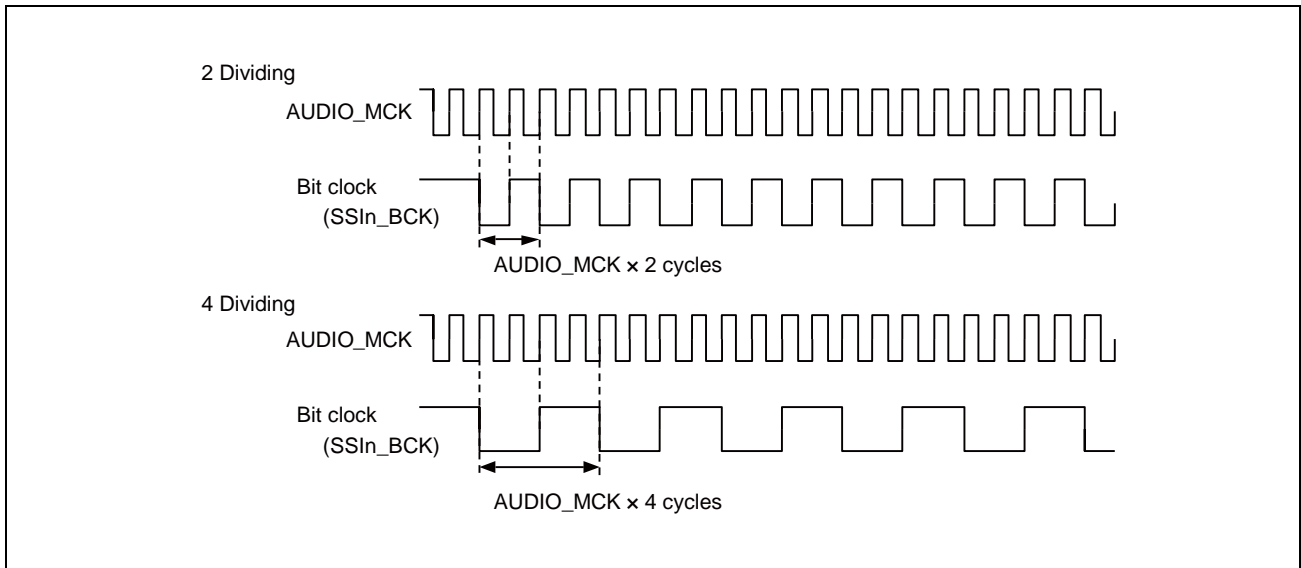 2 Dividing
AUDIO_MCK
Bit clock
(SSIn_BCK)
AUDIO_MCK × 2 cycles
4 Dividing
AUDIO_MCK
Bit clock
(SSIn_BCK)
AUDIO_MCK × 4 cycles